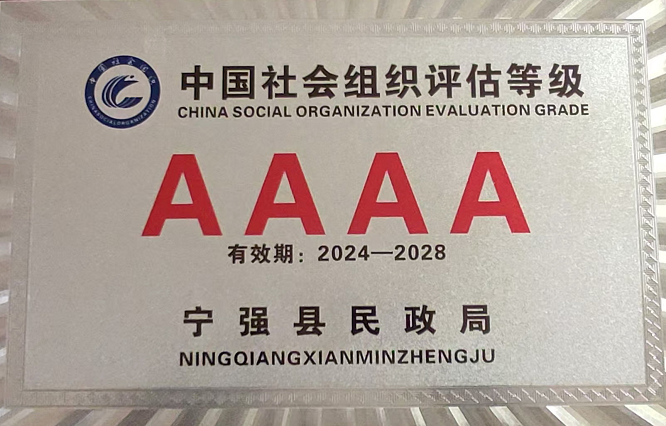 中国社会组织评估等级
CHINA SOCIAL ORGANIZATION EVALUATION GRADE
AAAA
有效期：2024—2028
宁强县民政局
NINGQIANGXIANMINZHENGJU